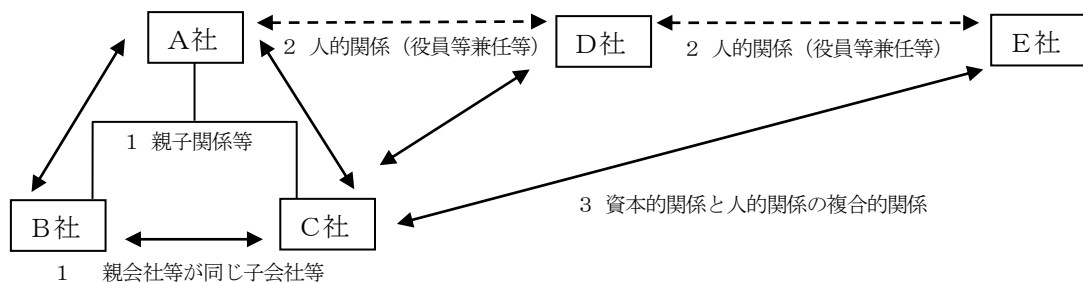 A社
D社
E社
2 人的関係（役員等兼任等）
2 人的関係（役員等兼任等）
1 親子関係等
B社
C社
3 資本的関係と人的関係の複合的関係
1 親会社等が同じ子会社等